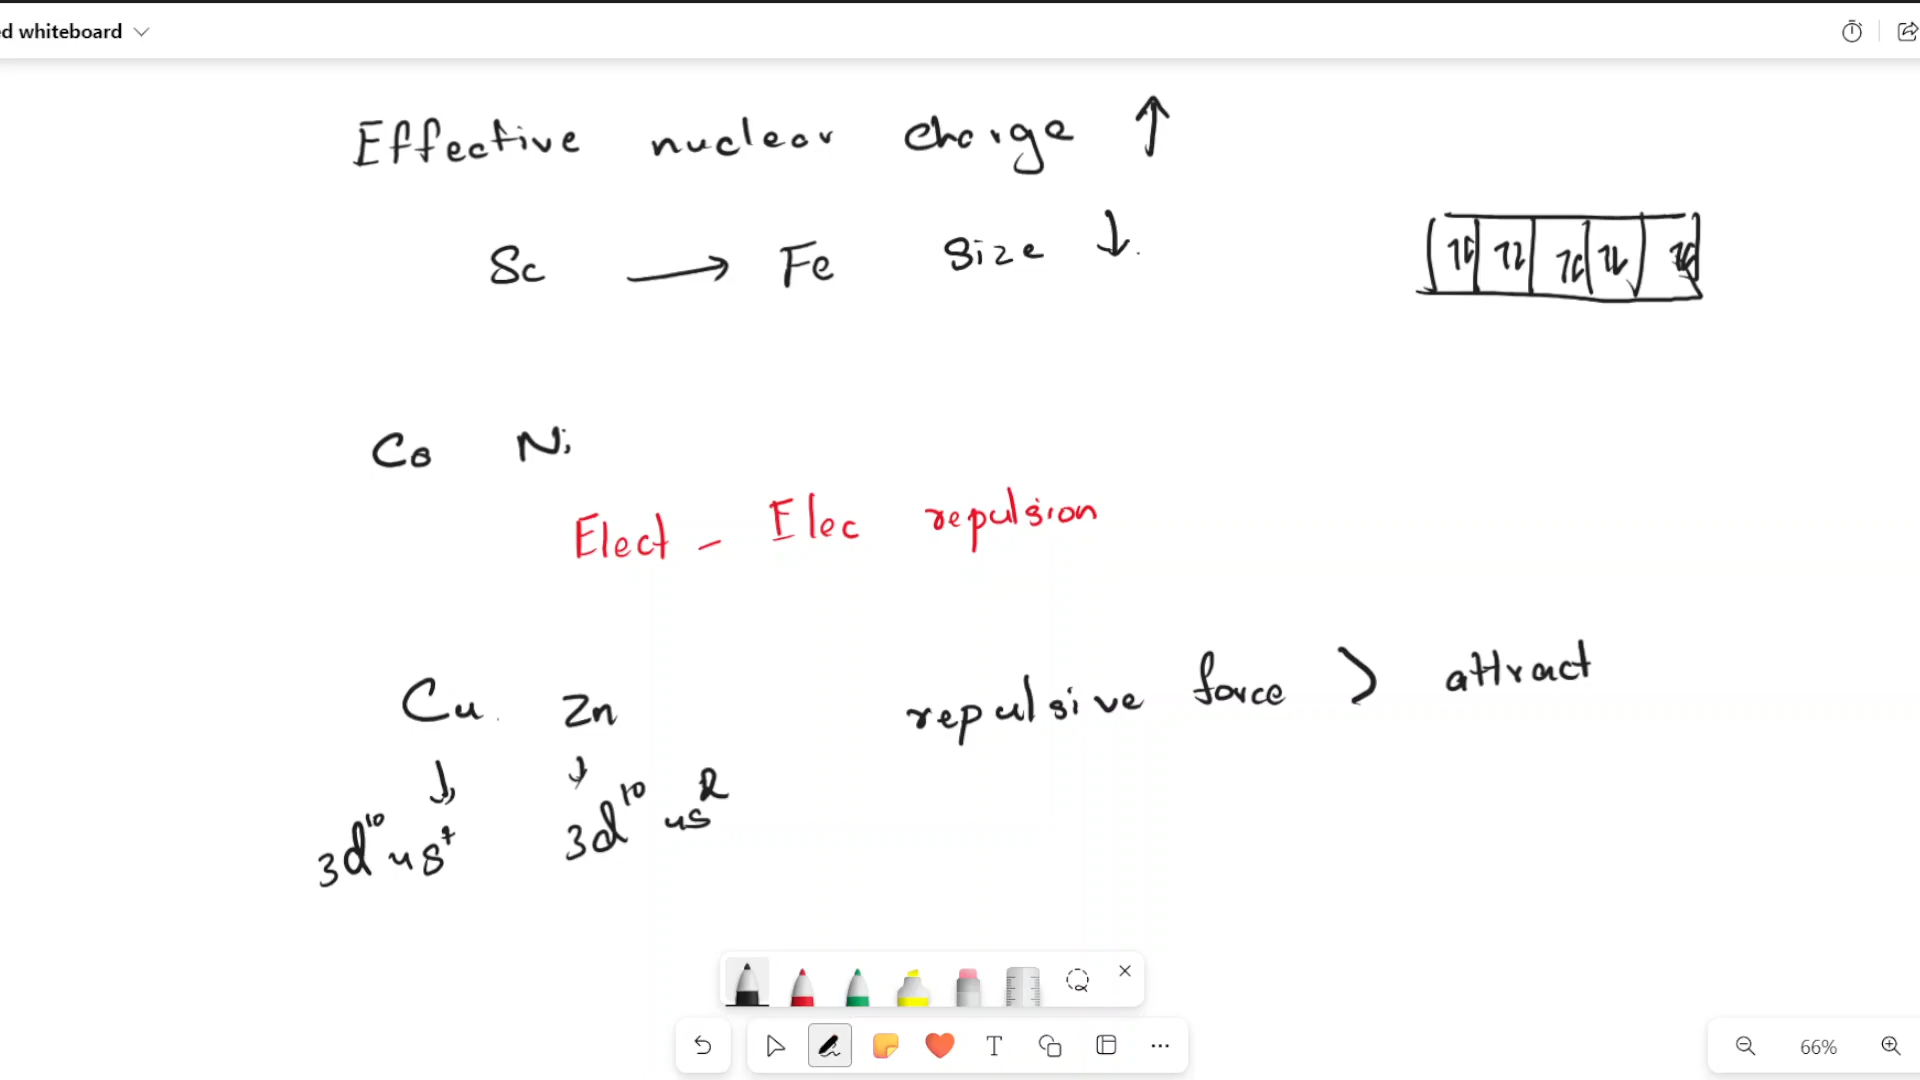 d whiteboard
Effective nuclear charge ↑
Sc → Fe size ↓
Co Ni
Elect - Elec repulsion
Cu Zn repulsive force > attract
↓ ↓
3d¹⁰ 4s¹ 3d¹⁰ 4s²
T
66%